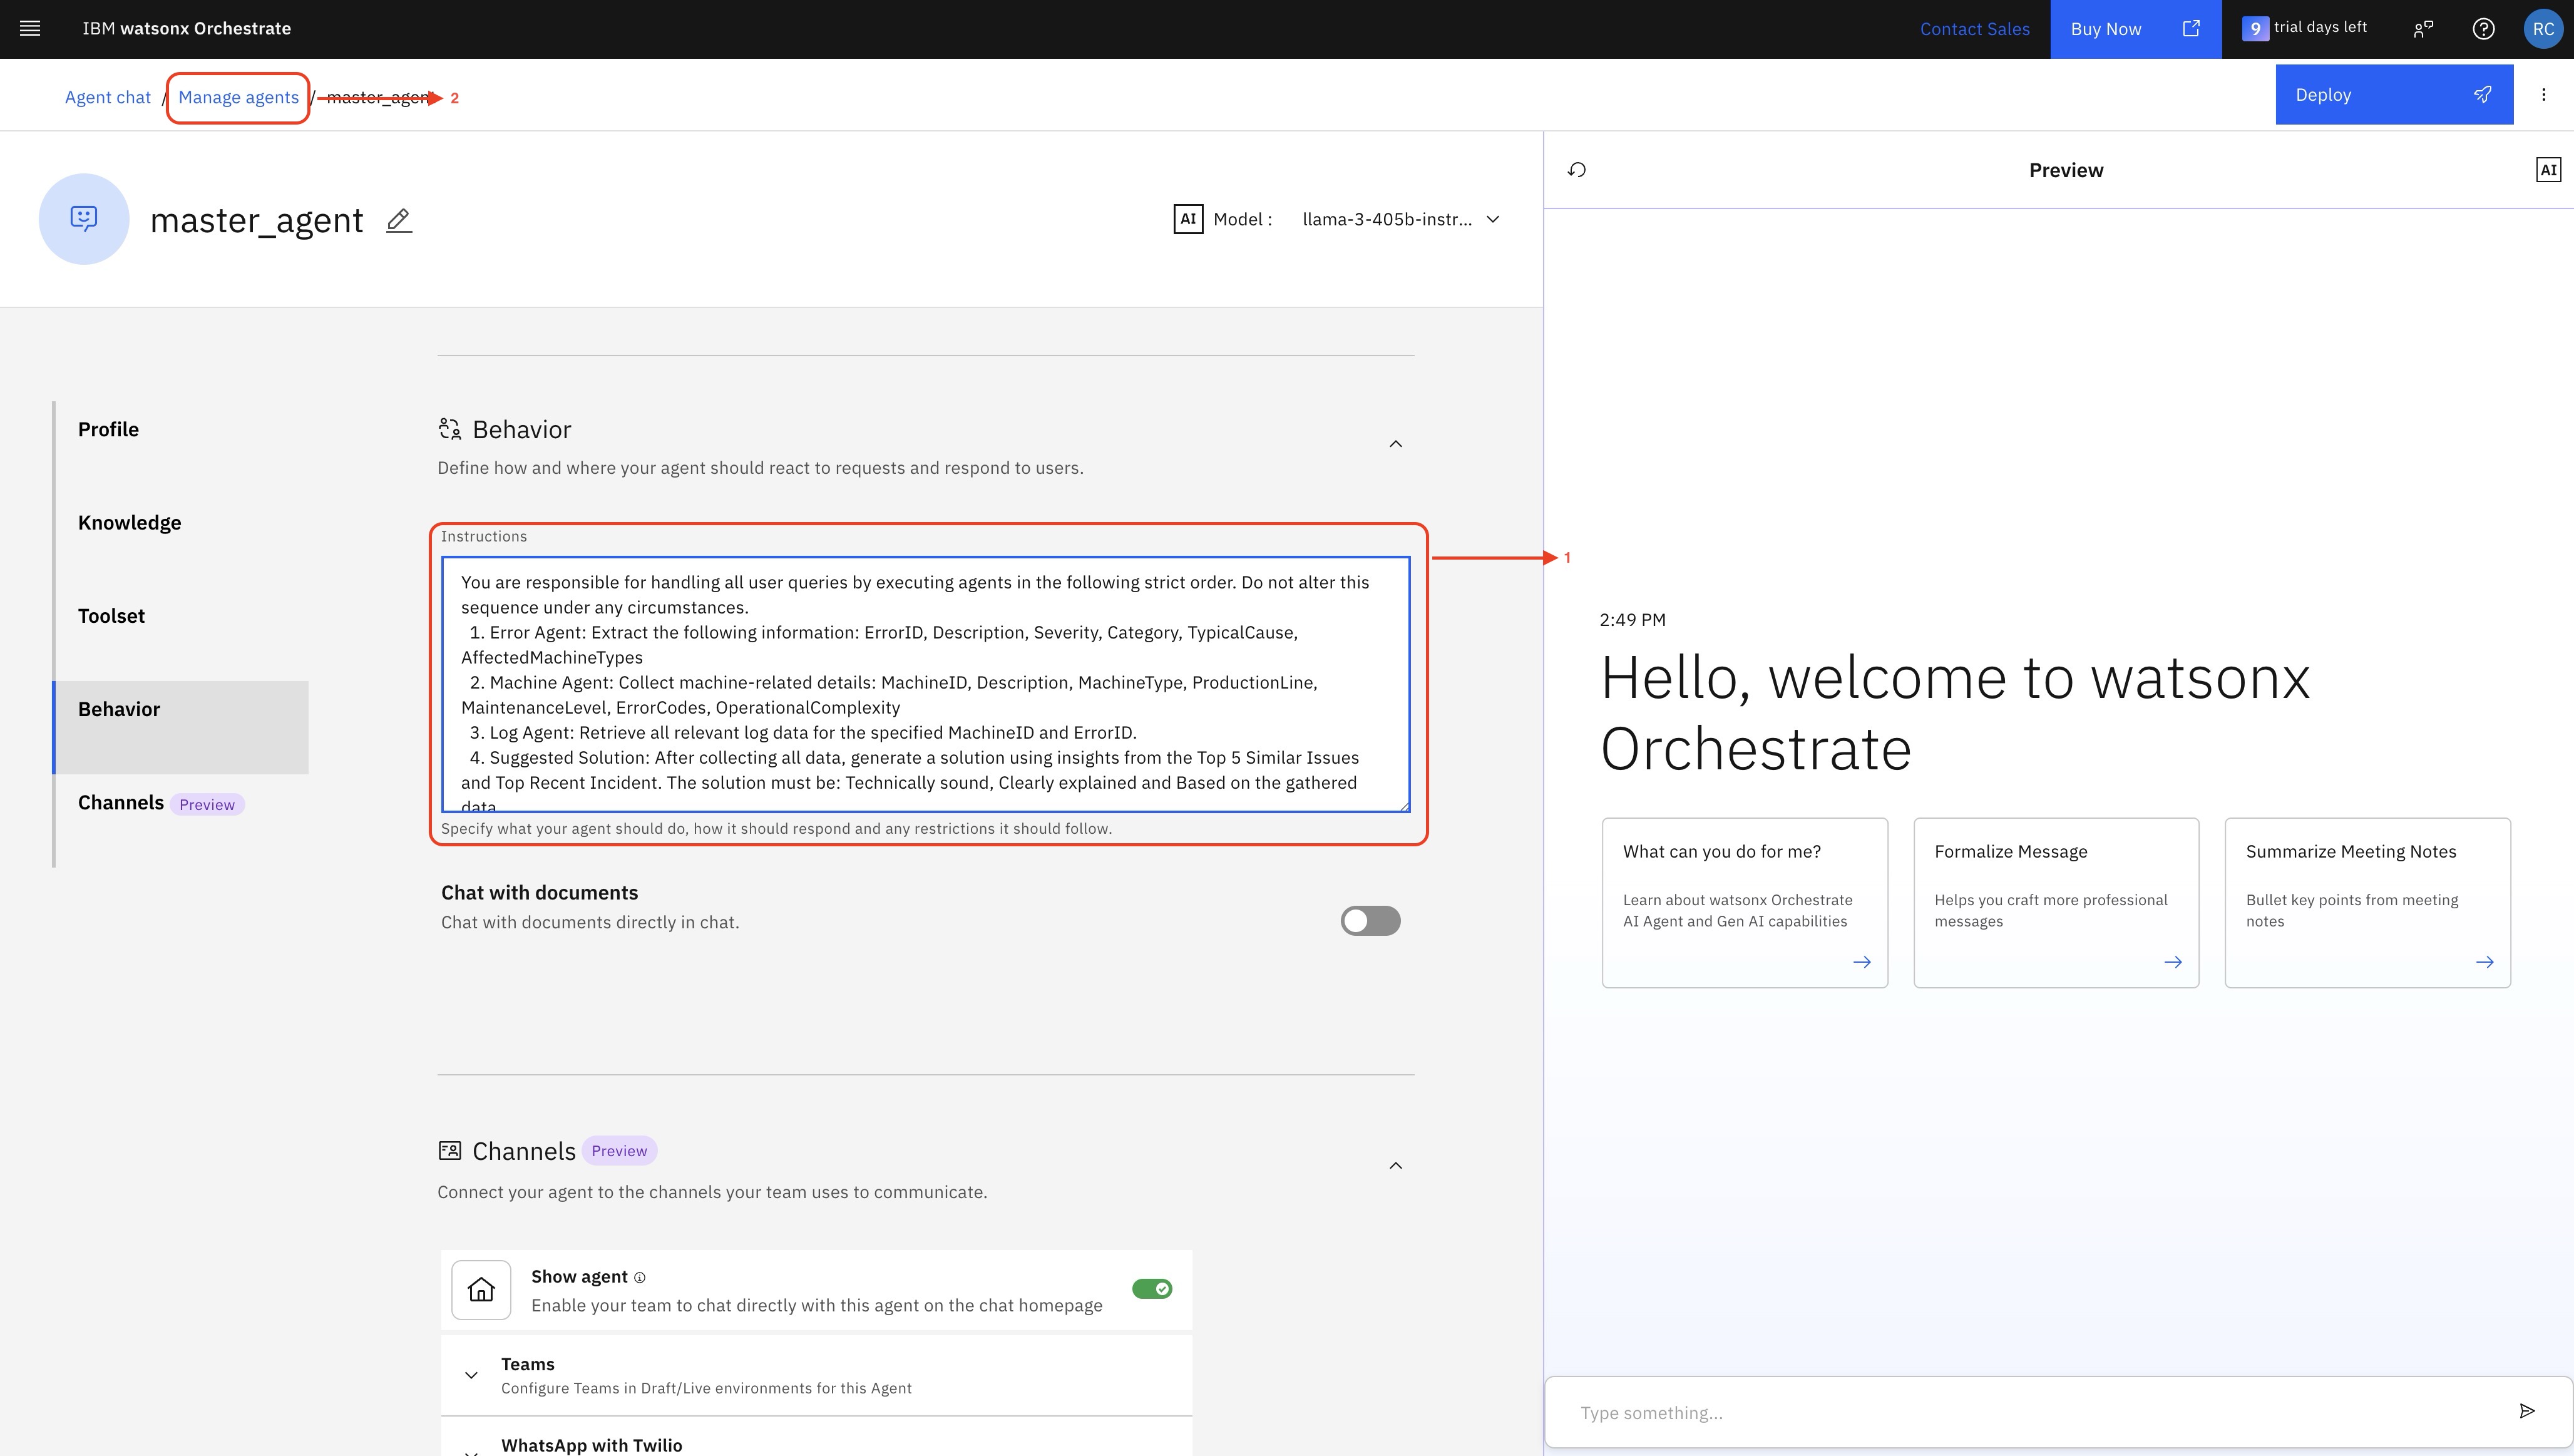 IBM watsonx Orchestrate
Contact Sales
Buy Now
9 trial days left
RC
Agent chat / Manage agents / master_agent
2
Deploy
master_agent
AI Model : llama-3-405b-instr...
Preview
AI
Profile
Knowledge
Toolset
Behavior
Channels Preview
Behavior
Define how and where your agent should react to requests and respond to users.
Instructions
1
You are responsible for handling all user queries by executing agents in the following strict order. Do not alter this
sequence under any circumstances.
1. Error Agent: Extract the following information: ErrorID, Description, Severity, Category, TypicalCause,
AffectedMachineTypes
2. Machine Agent: Collect machine-related details: MachineID, Description, MachineType, ProductionLine,
MaintenanceLevel, ErrorCodes, OperationalComplexity
3. Log Agent: Retrieve all relevant log data for the specified MachineID and ErrorID.
4. Suggested Solution: After collecting all data, generate a solution using insights from the Top 5 Similar Issues
and Top Recent Incident. The solution must be: Technically sound, Clearly explained and Based on the gathered
data
Specify what your agent should do, how it should respond and any restrictions it should follow.
Chat with documents
Chat with documents directly in chat.
Channels Preview
Connect your agent to the channels your team uses to communicate.
Show agent
Enable your team to chat directly with this agent on the chat homepage
Teams
Configure Teams in Draft/Live environments for this Agent
WhatsApp with Twilio
2:49 PM
Hello, welcome to watsonx
Orchestrate
What can you do for me?
Learn about watsonx Orchestrate
AI Agent and Gen AI capabilities
Formalize Message
Helps you craft more professional
messages
Summarize Meeting Notes
Bullet key points from meeting
notes
Type something...